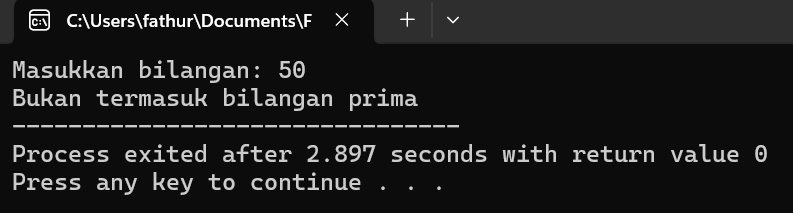 C:\Users\fathur\Documents\F
Masukkan bilangan: 50
Bukan termasuk bilangan prima
--------------------------------
Process exited after 2.897 seconds with return value 0
Press any key to continue . . .